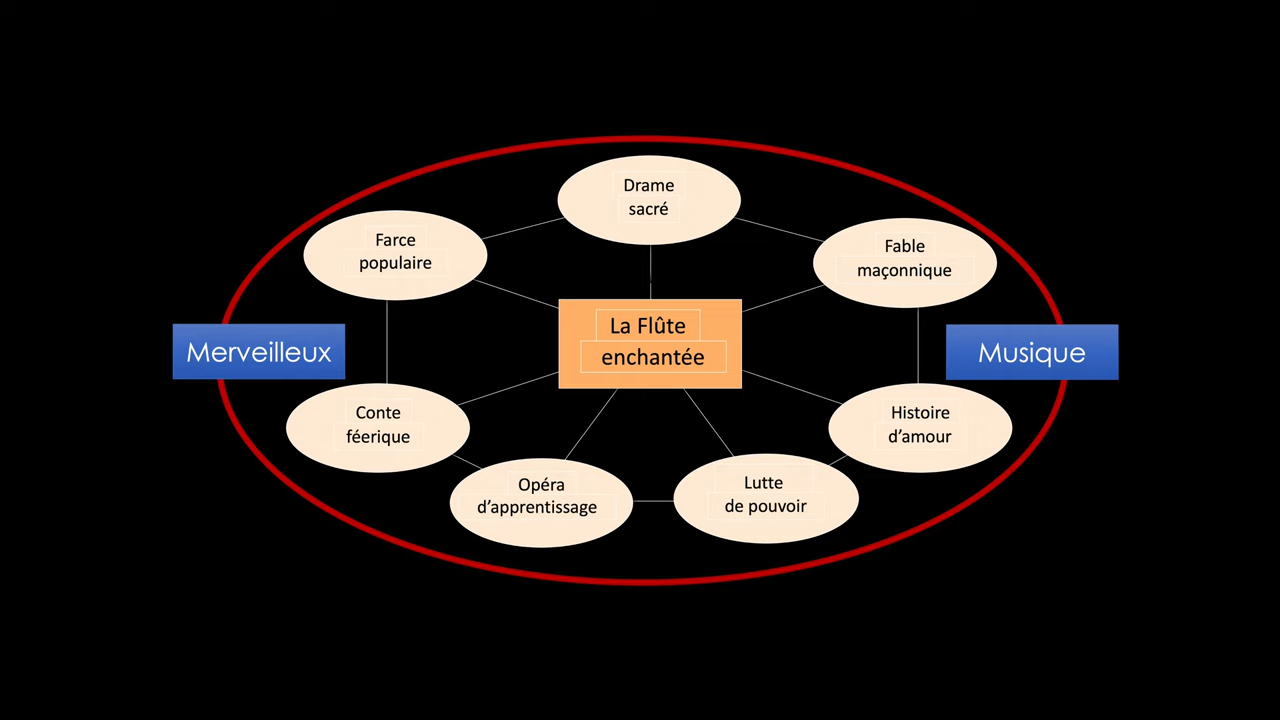 Drame
sacré
Farce
populaire
Fable
maçonnique
La Flûte
enchantée
Merveilleux
Musique
Conte
féerique
Histoire
d’amour
Opéra
d’apprentissage
Lutte
de pouvoir